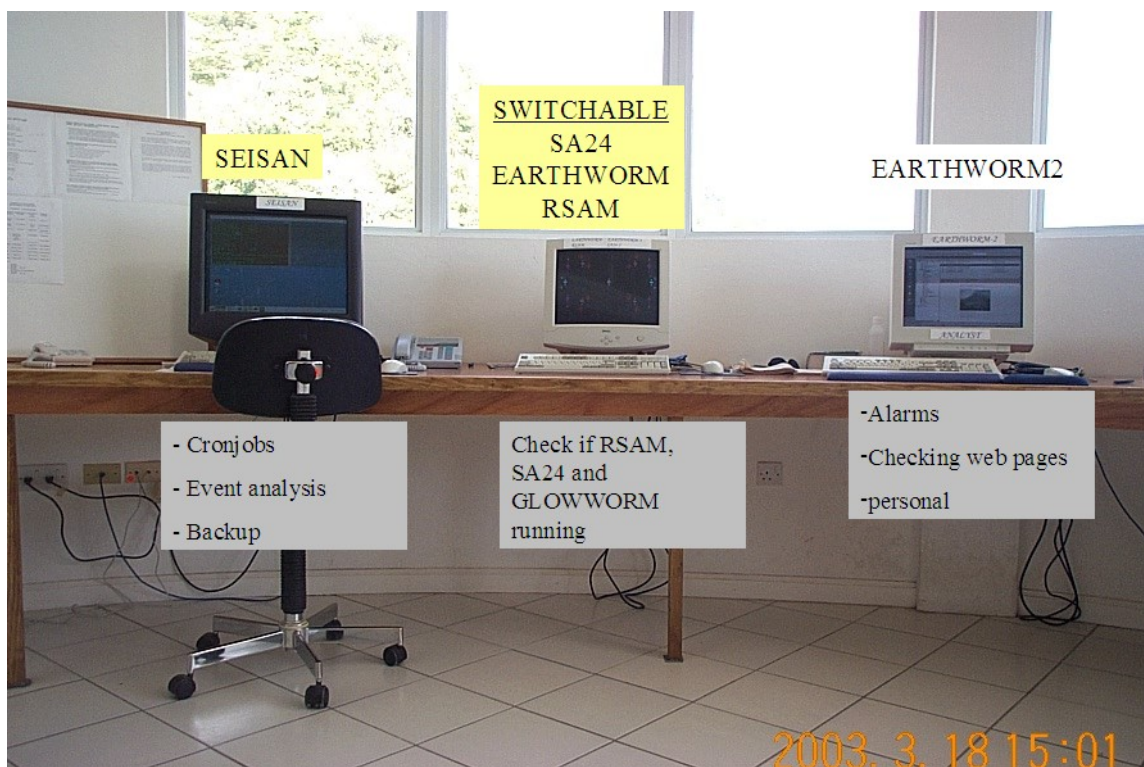 SEISAN
SWITCHABLE
SA24
EARTHWORM
RSAM
EARTHWORM2
SEISAN
EARTHWORM-2
ANALYST
- Cronjobs
- Event analysis
- Backup
Check if RSAM,
SA24 and
GLOWWORM
running
-Alarms
-Checking web pages
-personal
2003. 3. 18 15:01